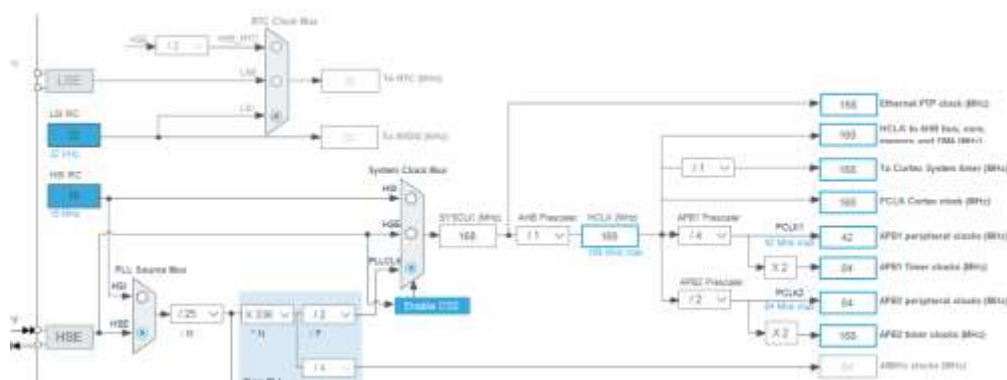 RTC Clock Mux
HSE
/ 2
HSE_RTC
LSE
LSE
To RTC (MHz)
LSI RC
LSI
32 KHz
To IWDG (KHz)
HSI RC
16
16 MHz
System Clock Mux
HSI
HSE
PLLCLK
Enable CSS
SYSCLK (MHz)
168
AHB Prescaler
/ 1
HCLK (MHz)
168
168 MHz max
168
Ethernet PTP clock (MHz)
168
HCLK to AHB bus, core,
memory and DMA (MHz)
/ 1
168
To Cortex System timer (MHz)
168
FCLK Cortex clock (MHz)
APB1 Prescaler
/ 4
PCLK1
42 MHz max
42
APB1 peripheral clocks (MHz)
X 2
84
APB1 Timer clocks (MHz)
APB2 Prescaler
/ 2
PCLK2
84 MHz max
84
APB2 peripheral clocks (MHz)
X 2
168
APB2 timer clocks (MHz)
PLL Source Mux
HSI
HSE
HSE
/ 25
/ M
X 336
* N
/ 2
/ P
/ 4